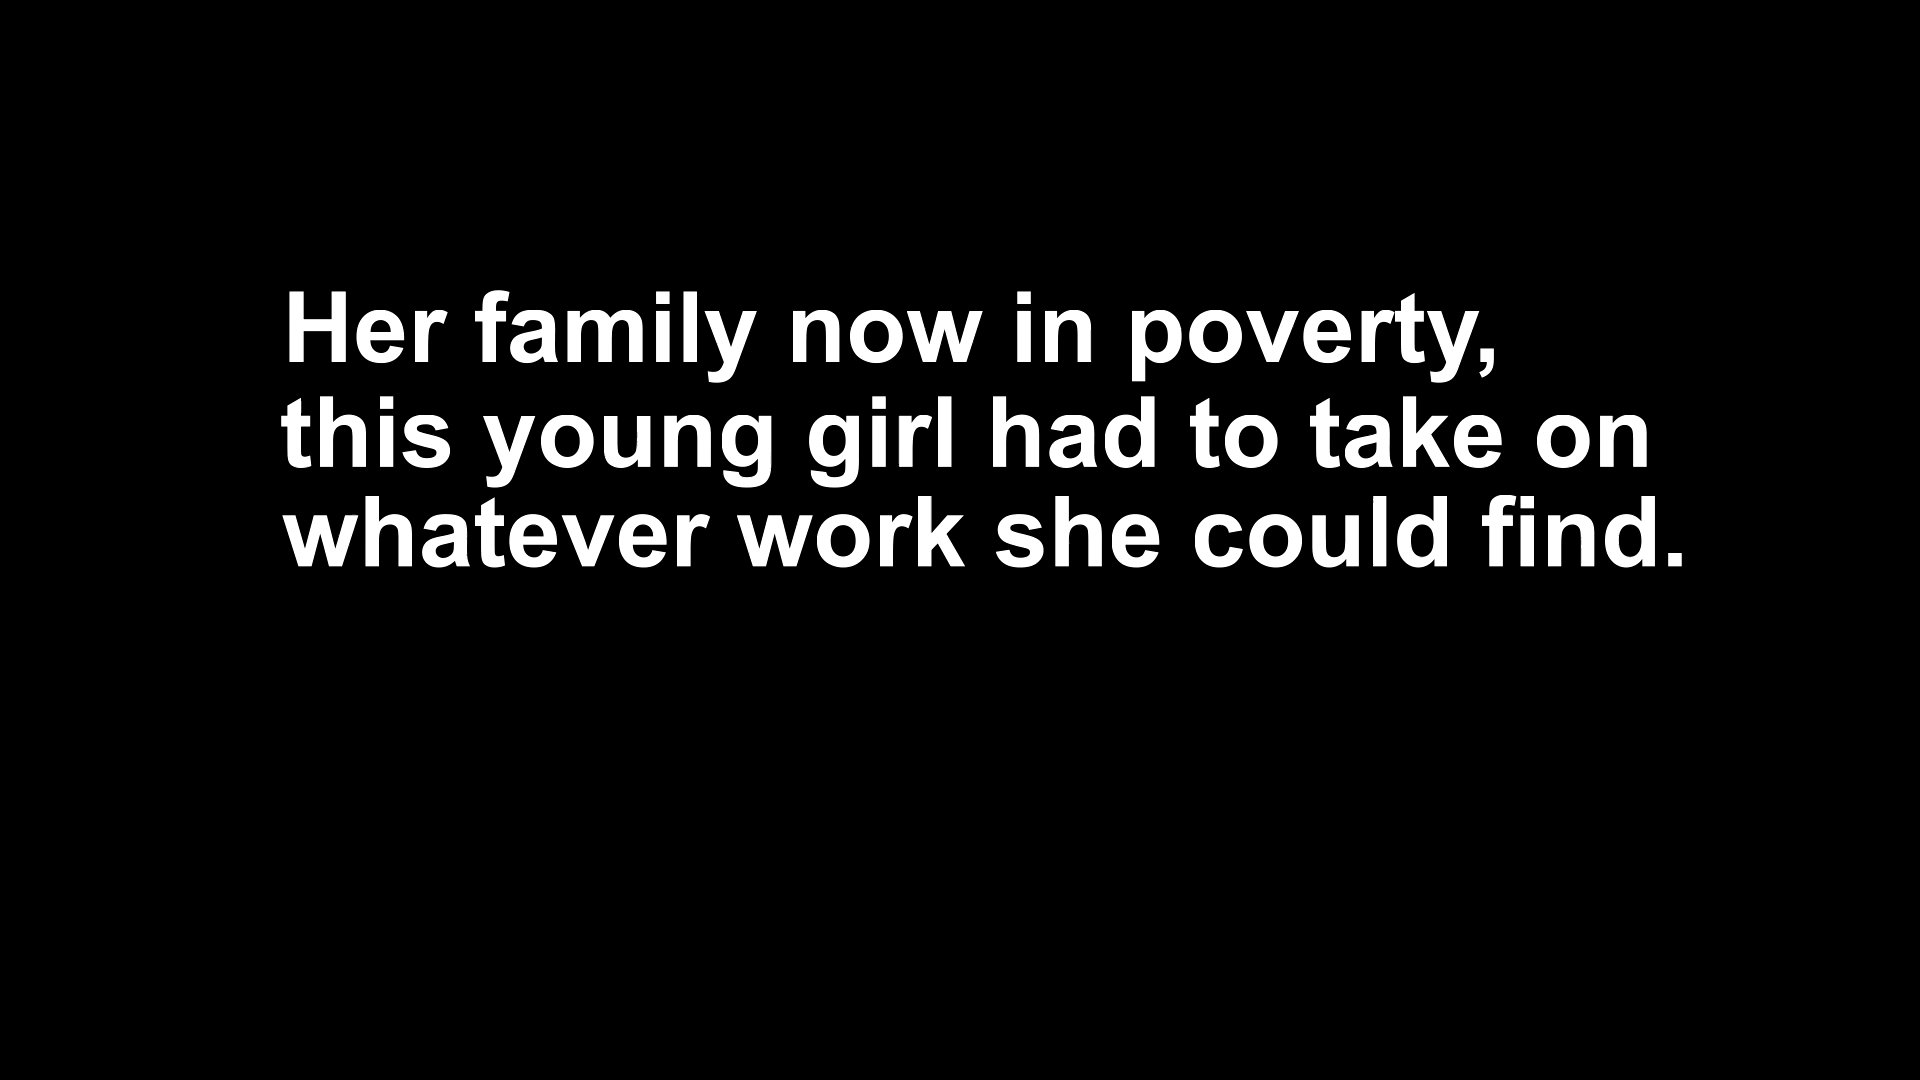 Her family now in poverty,
this young girl had to take on
whatever work she could find.